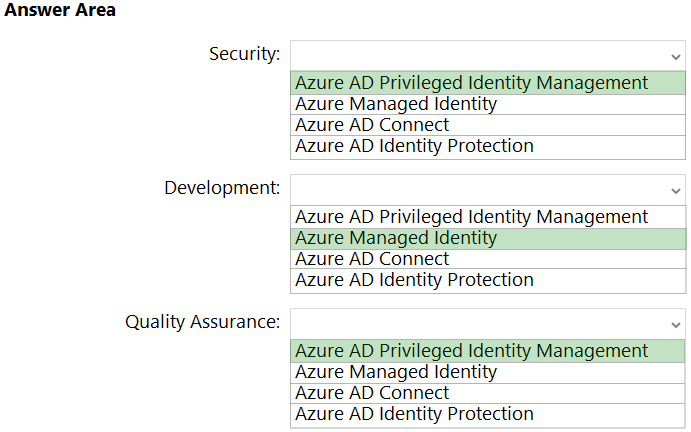 Answer Area
Security:
Azure AD Privileged Identity Management
Azure Managed Identity
Azure AD Connect
Azure AD Identity Protection
Development:
Azure AD Privileged Identity Management
Azure Managed Identity
Azure AD Connect
Azure AD Identity Protection
Quality Assurance:
Azure AD Privileged Identity Management
Azure Managed Identity
Azure AD Connect
Azure AD Identity Protection